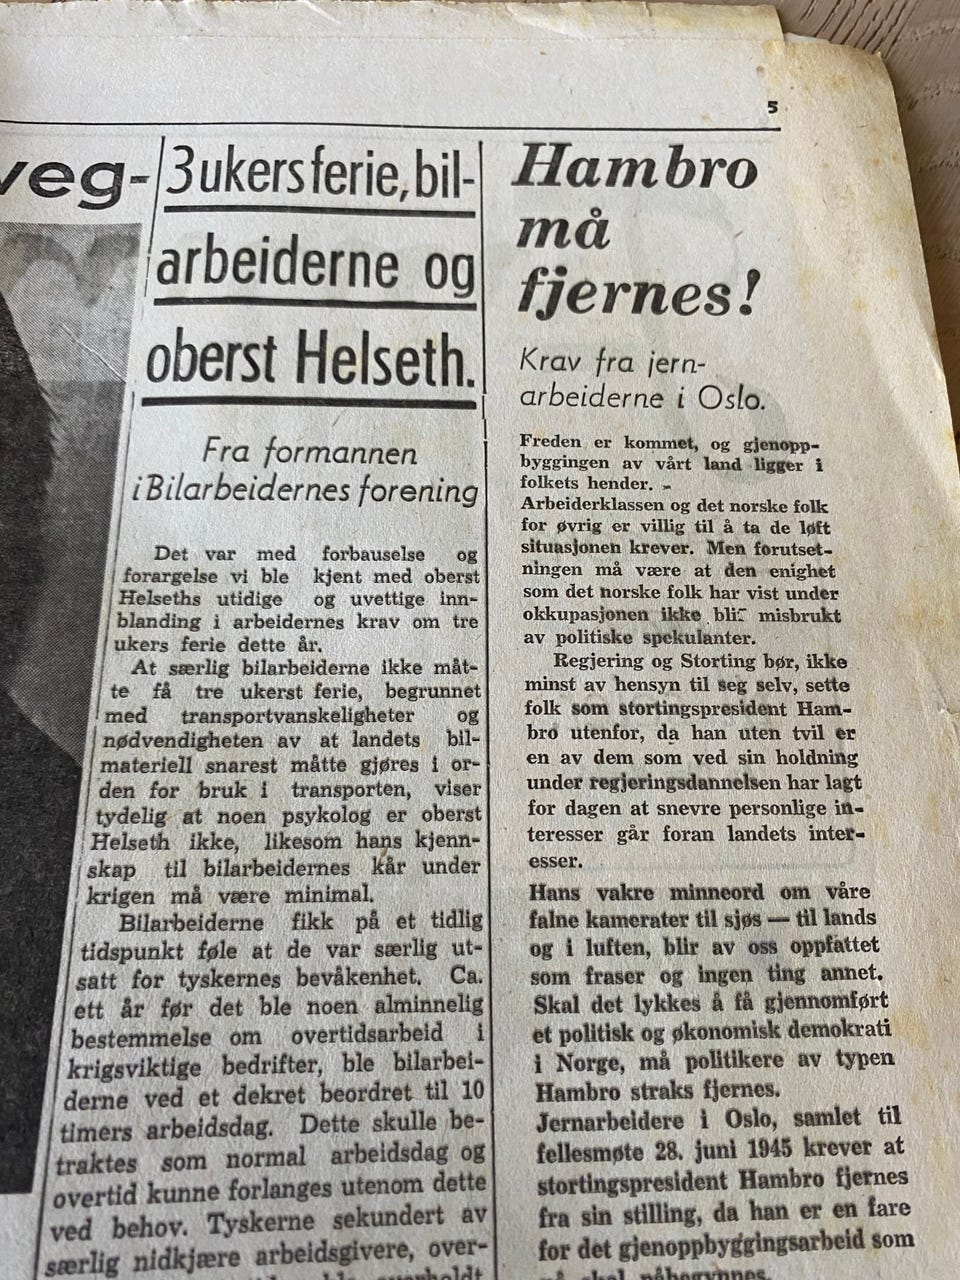 5
veg-
3 ukers ferie, bil-
arbeiderne og
oberst Helseth.
Fra formannen
i Bilarbeidernes forening
Det var med forbauselse og
forargelse vi ble kjent med oberst
Helseths utidige og uvettige inn-
blanding i arbeidernes krav om tre
ukers ferie dette år.
At særlig bilarbeiderne ikke måt-
te få tre ukerst ferie, begrunnet
med transportvanskeligheter og
nødvendigheten av at landets bil-
materiell snarest måtte gjøres i or-
den for bruk i transporten, viser
tydelig at noen psykolog er oberst
Helseth ikke, likesom hans kjenn-
skap til bilarbeidernes kår under
krigen må være minimal.
Bilarbeiderne fikk på et tidlig
tidspunkt føle at de var særlig ut-
satt for tyskernes bevåkenhet. Ca.
ett år før det ble noen alminnelig
bestemmelse om overtidsarbeid i
krigsviktige bedrifter, ble bilarbei-
derne ved et dekret beordret til 10
timers arbeidsdag. Dette skulle be-
traktes som normal arbeidsdag og
overtid kunne forlanges utenom dette
ved behov. Tyskerne sekundert av
særlig nidkjære arbeidsgivere, over-
Hambro
må
fjernes!
Krav fra jern-
arbeiderne i Oslo.
Freden er kommet, og gjenopp-
byggingen av vårt land ligger i
folkets hender. -
Arbeiderklassen og det norske folk
for øvrig er villig til å ta de løft
situasjonen krever. Men forutset-
ningen må være at den enighet
som det norske folk har vist under
okkupasjonen ikke blir misbrukt
av politiske spekulanter.
Regjering og Storting bør, ikke
minst av hensyn til seg selv, sette
folk som stortingspresident Ham-
bro utenfor, da han uten tvil er
en av dem som ved sin holdning
under regjeringsdannelsen har lagt
for dagen at snevre personlige in-
teresser går foran landets inter-
esser.
Hans vakre minneord om våre
falne kamerater til sjøs — til lands
og i luften, blir av oss oppfattet
som fraser og ingen ting annet.
Skal det lykkes å få gjennomført
et politisk og økonomisk demokrati
i Norge, må politikere av typen
Hambro straks fjernes.
Jernarbeidere i Oslo, samlet til
fellesmøte 28. juni 1945 krever at
stortingspresident Hambro fjernes
fra sin stilling, da han er en fare
for det gjenoppbyggingsarbeid som